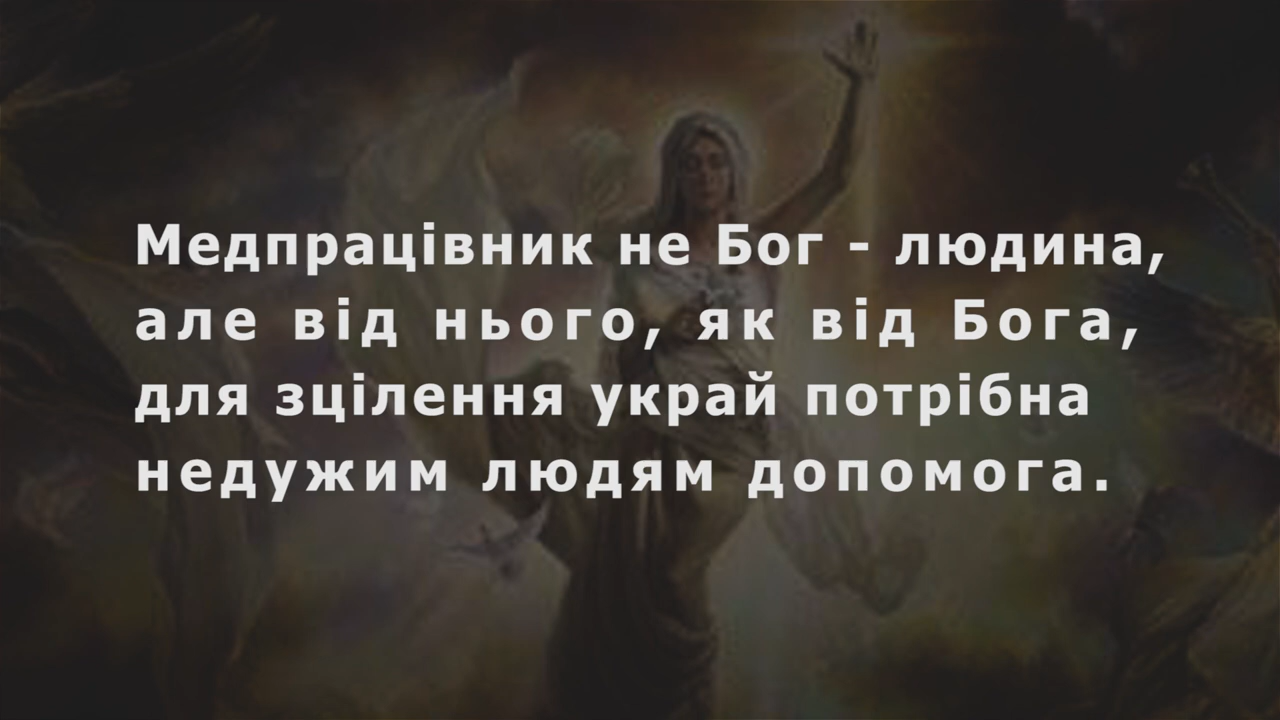 Медпрацівник не Бог - людина,
але від нього, як від Бога,
для зцілення украй потрібна
недужим людям допомога.